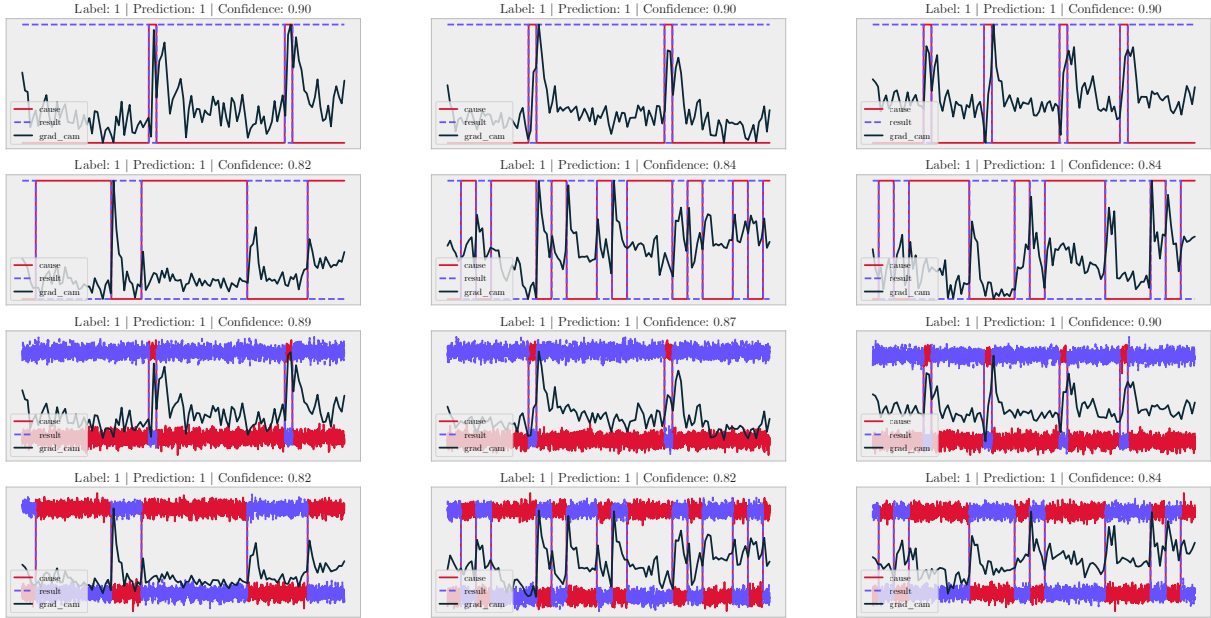 Label: 1 | Prediction: 1 | Confidence: 0.90
cause
result
grad_cam
Label: 1 | Prediction: 1 | Confidence: 0.90
cause
result
grad_cam
Label: 1 | Prediction: 1 | Confidence: 0.90
cause
result
grad_cam
Label: 1 | Prediction: 1 | Confidence: 0.82
cause
result
grad_cam
Label: 1 | Prediction: 1 | Confidence: 0.84
cause
result
grad_cam
Label: 1 | Prediction: 1 | Confidence: 0.84
cause
result
grad_cam
Label: 1 | Prediction: 1 | Confidence: 0.89
cause
result
grad_cam
Label: 1 | Prediction: 1 | Confidence: 0.87
cause
result
grad_cam
Label: 1 | Prediction: 1 | Confidence: 0.90
cause
result
grad_cam
Label: 1 | Prediction: 1 | Confidence: 0.82
cause
result
grad_cam
Label: 1 | Prediction: 1 | Confidence: 0.82
cause
result
grad_cam
Label: 1 | Prediction: 1 | Confidence: 0.84
cause
result
grad_cam